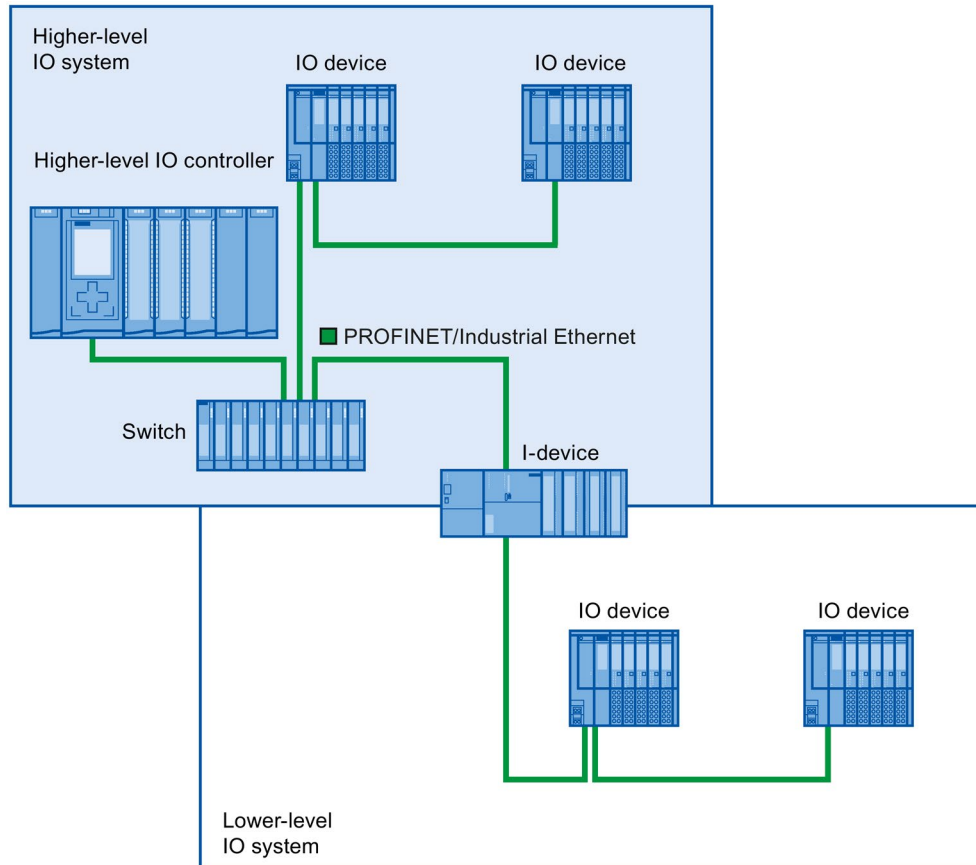 Higher-level
IO system
IO device
IO device
Higher-level IO controller
PROFINET/Industrial Ethernet
Switch
I-device
IO device
IO device
Lower-level
IO system